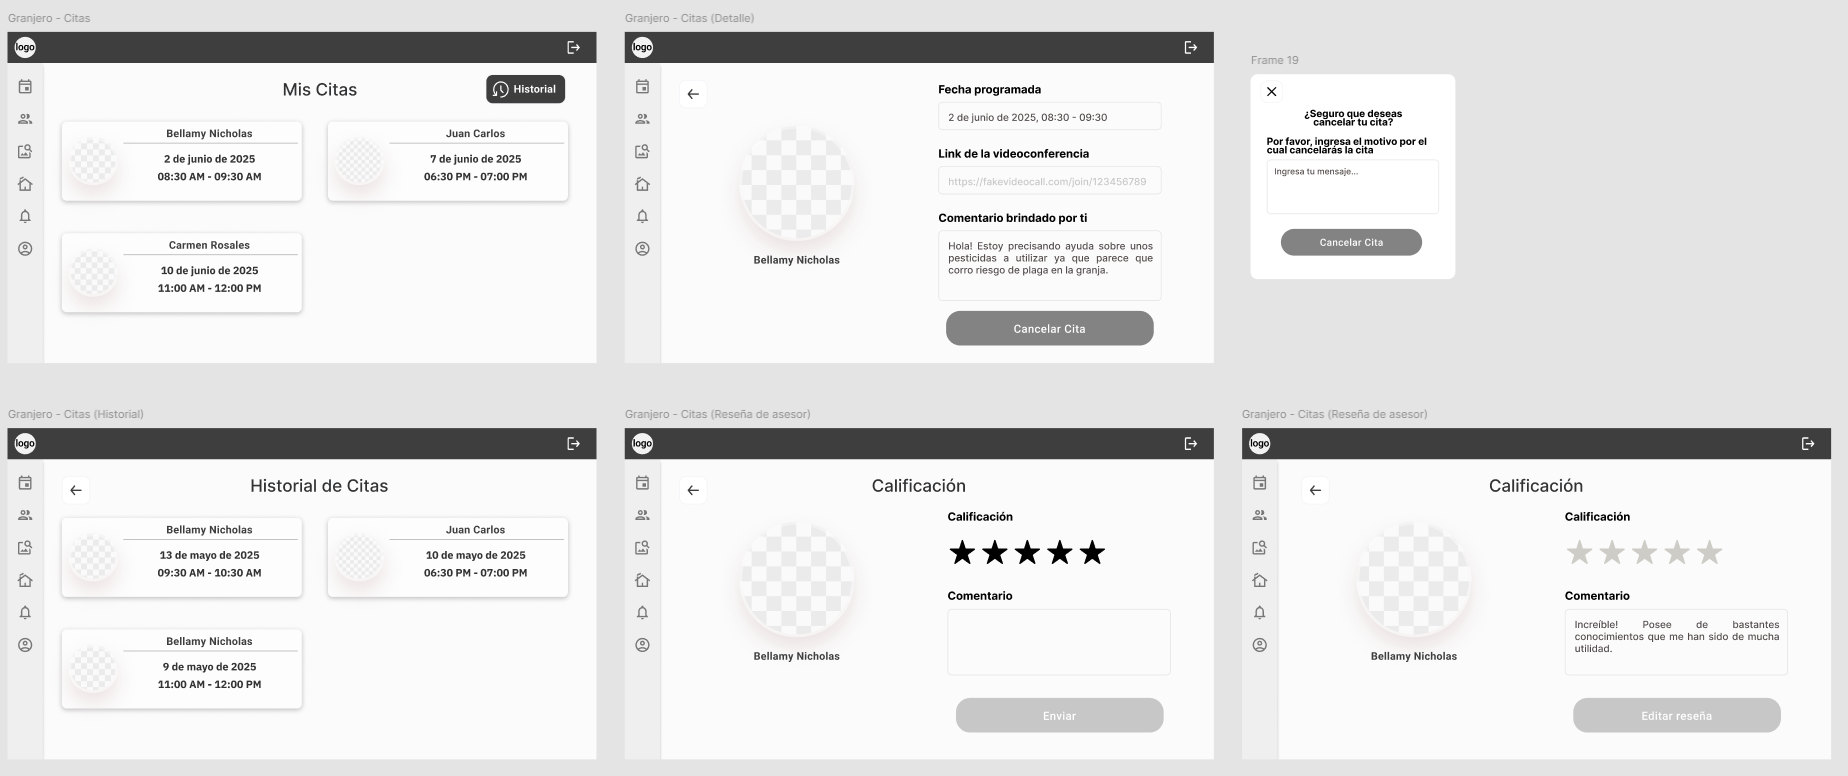 Granjero - Citas
logo
Mis Citas
Historial
Bellamy Nicholas
2 de junio de 2025
08:30 AM - 09:30 AM
Juan Carlos
7 de junio de 2025
06:30 PM - 07:00 PM
Carmen Rosales
10 de junio de 2025
11:00 AM - 12:00 PM
Granjero - Citas (Detalle)
logo
Bellamy Nicholas
Fecha programada
2 de junio de 2025, 08:30 - 09:30
Link de la videoconferencia
https://fakevideocall.com/join/123456789
Comentario brindado por ti
Hola! Estoy precisando ayuda sobre unos
pesticidas a utilizar ya que parece que
corro riesgo de plaga en la granja.
Cancelar Cita
Frame 19
¿Seguro que deseas
cancelar tu cita?
Por favor, ingresa el motivo por el
cual cancelarás la cita
Ingresa tu mensaje...
Cancelar Cita
Granjero - Citas (Historial)
logo
Historial de Citas
Bellamy Nicholas
13 de mayo de 2025
09:30 AM - 10:30 AM
Juan Carlos
10 de mayo de 2025
06:30 PM - 07:00 PM
Bellamy Nicholas
9 de mayo de 2025
11:00 AM - 12:00 PM
Granjero - Citas (Reseña de asesor)
logo
Calificación
Bellamy Nicholas
Calificación
Comentario
Enviar
Granjero - Citas (Reseña de asesor)
logo
Calificación
Bellamy Nicholas
Calificación
Comentario
Increíble! Posee de bastantes
conocimientos que me han sido de mucha
utilidad.
Editar reseña